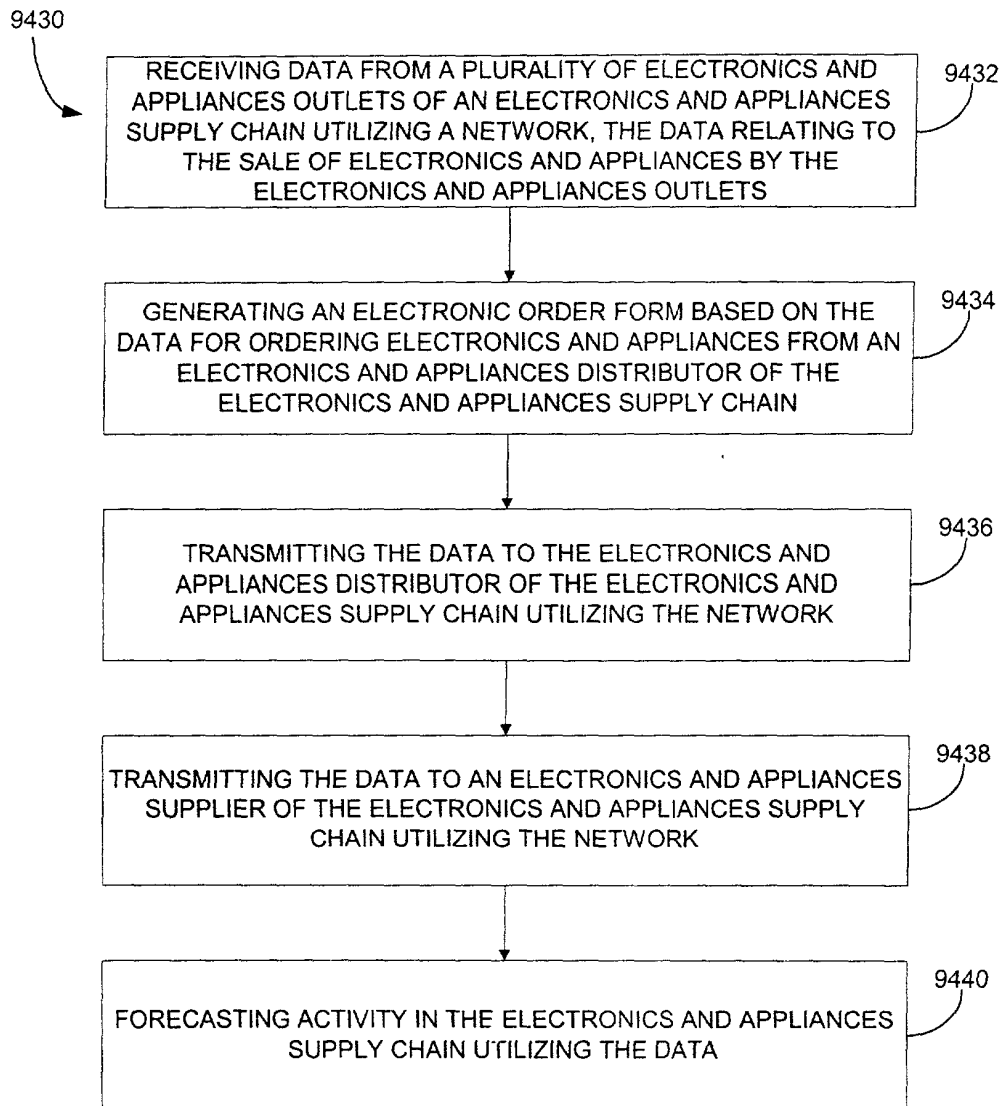 9430
RECEIVING DATA FROM A PLURALITY OF ELECTRONICS AND
APPLIANCES OUTLETS OF AN ELECTRONICS AND APPLIANCES
SUPPLY CHAIN UTILIZING A NETWORK, THE DATA RELATING TO
THE SALE OF ELECTRONICS AND APPLIANCES BY THE
ELECTRONICS AND APPLIANCES OUTLETS
9432
GENERATING AN ELECTRONIC ORDER FORM BASED ON THE
DATA FOR ORDERING ELECTRONICS AND APPLIANCES FROM AN
ELECTRONICS AND APPLIANCES DISTRIBUTOR OF THE
ELECTRONICS AND APPLIANCES SUPPLY CHAIN
9434
TRANSMITTING THE DATA TO THE ELECTRONICS AND
APPLIANCES DISTRIBUTOR OF THE ELECTRONICS AND
APPLIANCES SUPPLY CHAIN UTILIZING THE NETWORK
9436
TRANSMITTING THE DATA TO AN ELECTRONICS AND APPLIANCES
SUPPLIER OF THE ELECTRONICS AND APPLIANCES SUPPLY
CHAIN UTILIZING THE NETWORK
9438
FORECASTING ACTIVITY IN THE ELECTRONICS AND APPLIANCES
SUPPLY CHAIN UTILIZING THE DATA
9440